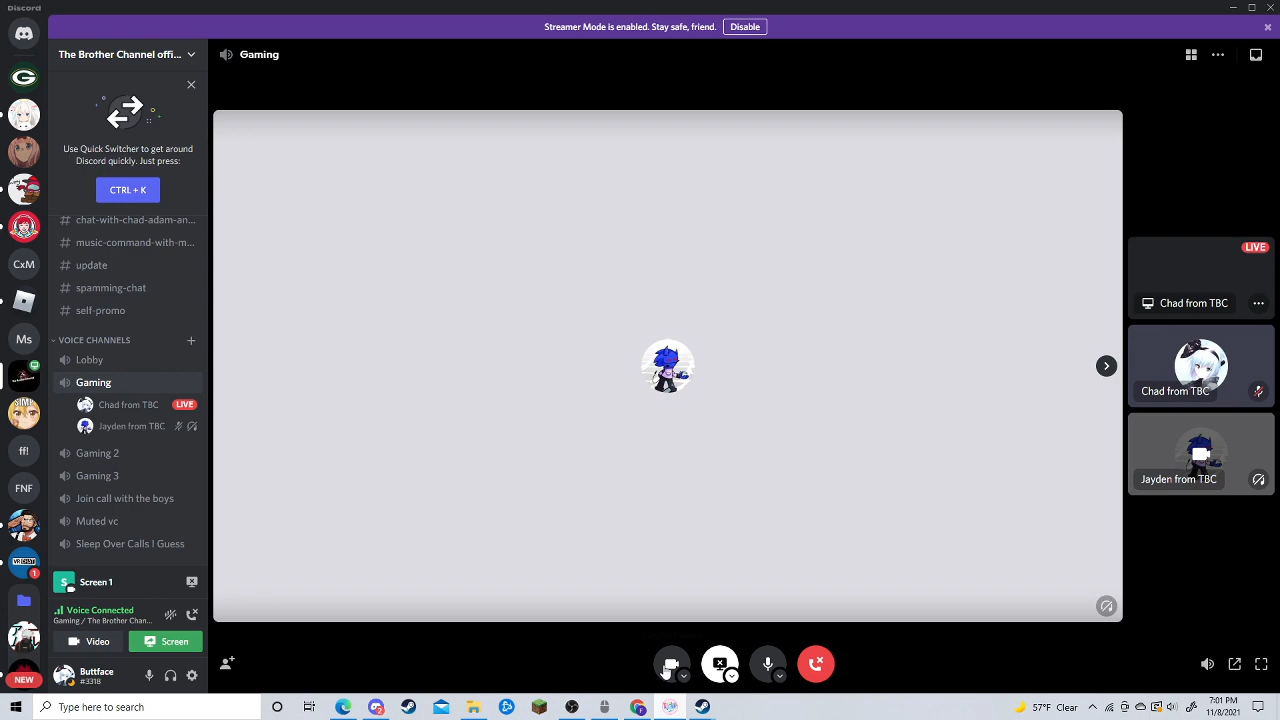 Discord
Streamer Mode is enabled. Stay safe, friend. Disable
The Brother Channel offi...
Gaming
Use Quick Switcher to get around
Discord quickly. Just press:
CTRL + K
# chat-with-chad-adam-an...
# music-command-with-m...
# update
# spamming-chat
# self-promo
VOICE CHANNELS
Lobby
Gaming
Chad from TBC LIVE
Jayden from TBC
Gaming 2
Gaming 3
Join call with the boys
Muted vc
Sleep Over Calls I Guess
CxM
Ms
ff!
FNF
VRCHAT
1
NEW
S
Screen 1
Voice Connected
Gaming / The Brother Chan...
Video
Screen
Buttface
#3318
LIVE
Chad from TBC
Chad from TBC
Jayden from TBC
Type here to search
57°F Clear
7:01 PM
11/8/2021